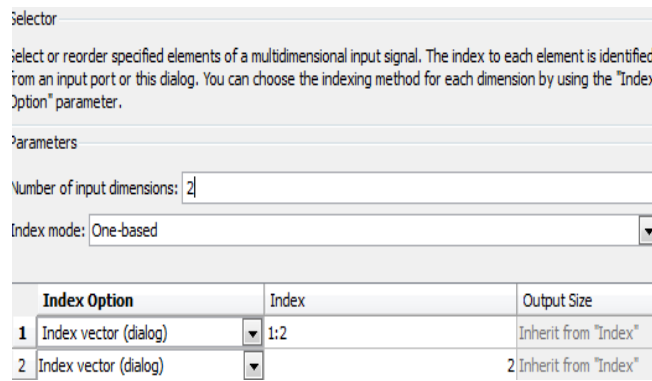 Selector
Select or reorder specified elements of a multidimensional input signal. The index to each element is identified
from an input port or this dialog. You can choose the indexing method for each dimension by using the "Index
Option" parameter.
Parameters
Number of input dimensions: 2
Index mode: One-based
Index Option Index Output Size
1 Index vector (dialog) 1:2 Inherit from "Index"
2 Index vector (dialog) 2 Inherit from "Index"